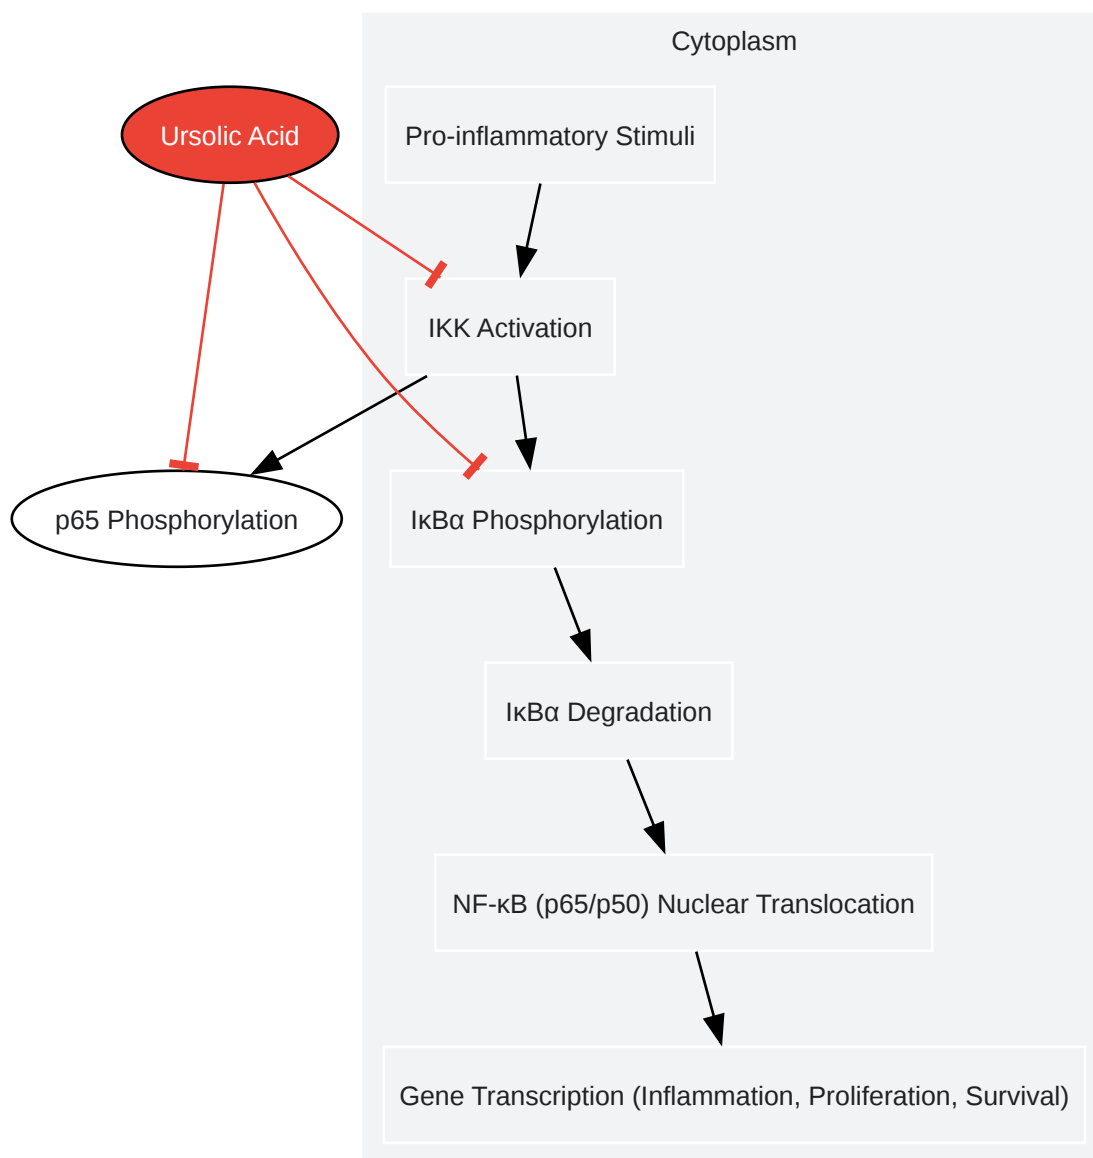 Cytoplasm
Ursolic Acid
Pro-inflammatory Stimuli
IKK Activation
p65 Phosphorylation
IκBα Phosphorylation
IκBα Degradation
NF-κB (p65/p50) Nuclear Translocation
Gene Transcription (Inflammation, Proliferation, Survival)